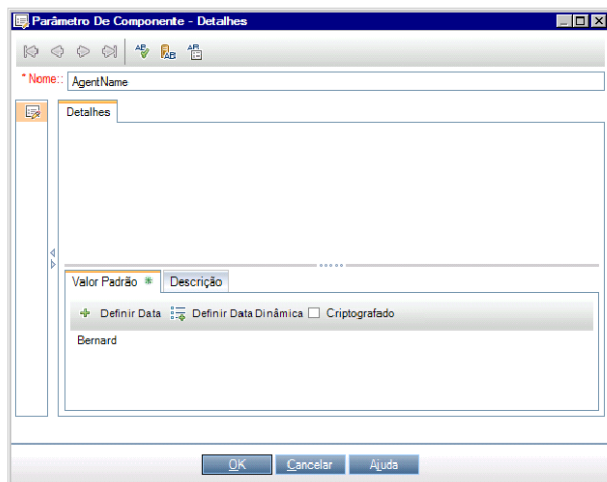 Parâmetro De Componente - Detalhes
* Nome:: AgentName
Detalhes
Valor Padrão * Descrição
Definir Data Definir Data Dinâmica Criptografado
Bernard
OK Cancelar Ajuda